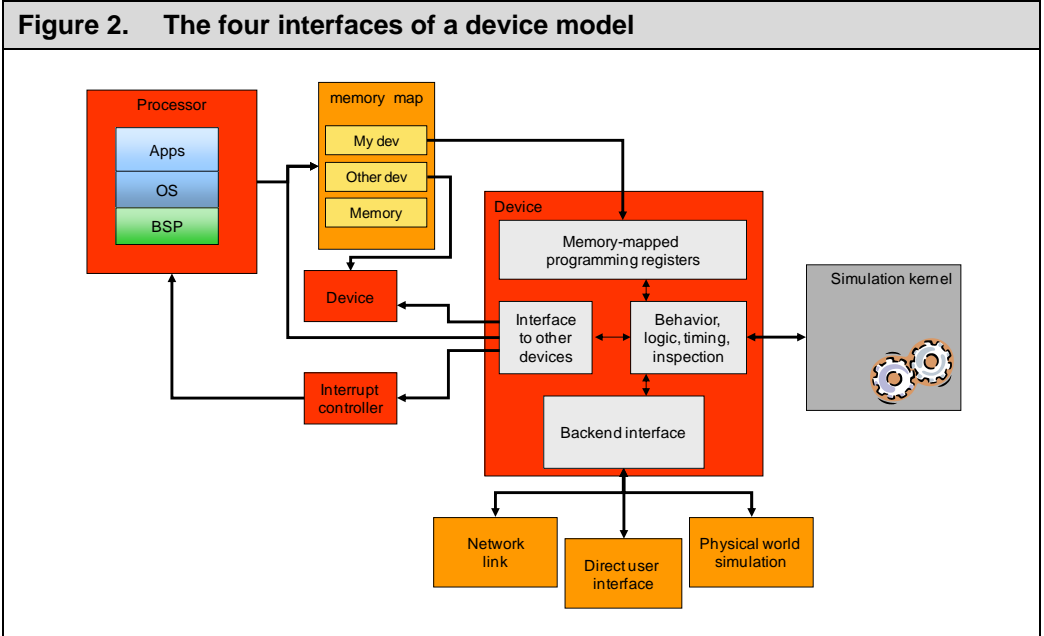 Figure 2. The four interfaces of a device model
Processor
Apps
OS
BSP
memory map
My dev
Other dev
Memory
Device
Interrupt
controller
Device
Memory-mapped
programming registers
Interface
to other
devices
Behavior,
logic, timing,
inspection
Backend interface
Simulation kernel
Network
link
Direct user
interface
Physical world
simulation